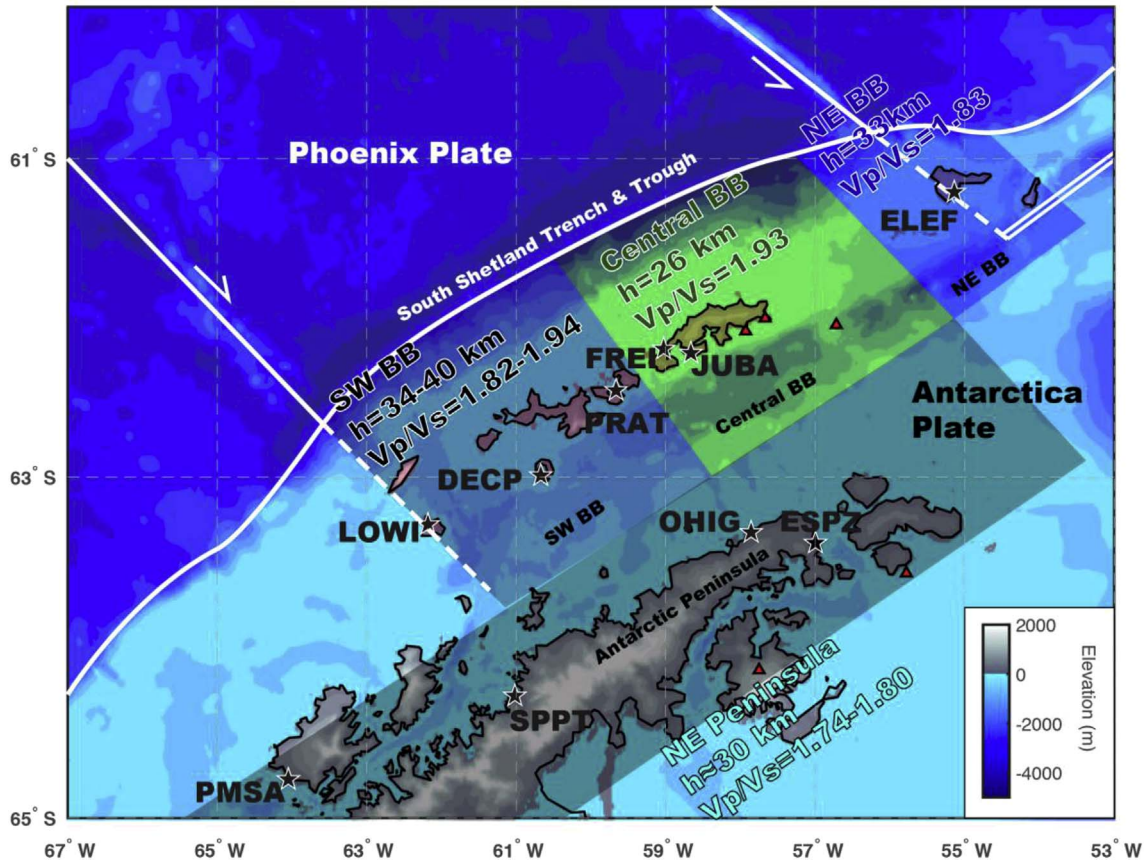 Phoenix Plate
South Shetland Trench & Trough
NE BB
h=33km
Vp/Vs=1.83
ELEF
NE BB
Central BB
h=26 km
Vp/Vs=1.93
FREI
JUBA
PRAT
Central BB
SW BB
h=34-40 km
Vp/Vs=1.82-1.94
DECP
LOWI
SW BB
Antarctica
Plate
OHIG
ESPZ
Antarctic Peninsula
SPPT
PMSA
NE Peninsula
h≈30 km
Vp/Vs=1.74-1.80
2000
0
-2000
-4000
Elevation (m)
61° S
63° S
65° S
67° W
65° W
63° W
61° W
59° W
57° W
55° W
53° W